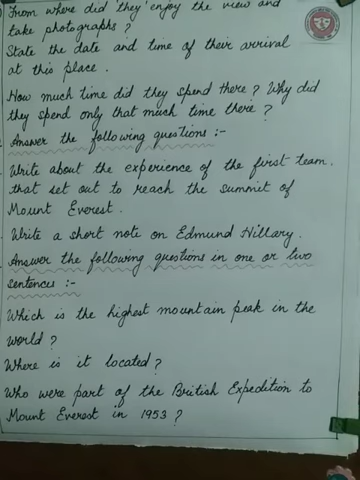 From where did they enjoy the view and
take photographs?
State the date and time of their arrival
at this place.
How much time did they spend there? Why did
they spend only that much time there?
Answer the following questions :-
Write about the experience of the first team.
that set out to reach the summit of
Mount Everest.
Write a short note on Edmund Hillary.
Answer the following questions in one or two
sentences :-
Which is the highest mountain peak in the
world?
Where is it located?
Who were part of the British Expedition to
Mount Everest in 1953?